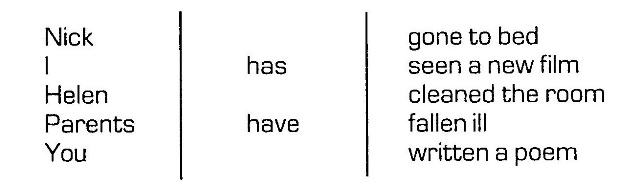 Nick gone to bed
I has seen a new film
Helen cleaned the room
Parents have fallen ill
You written a poem